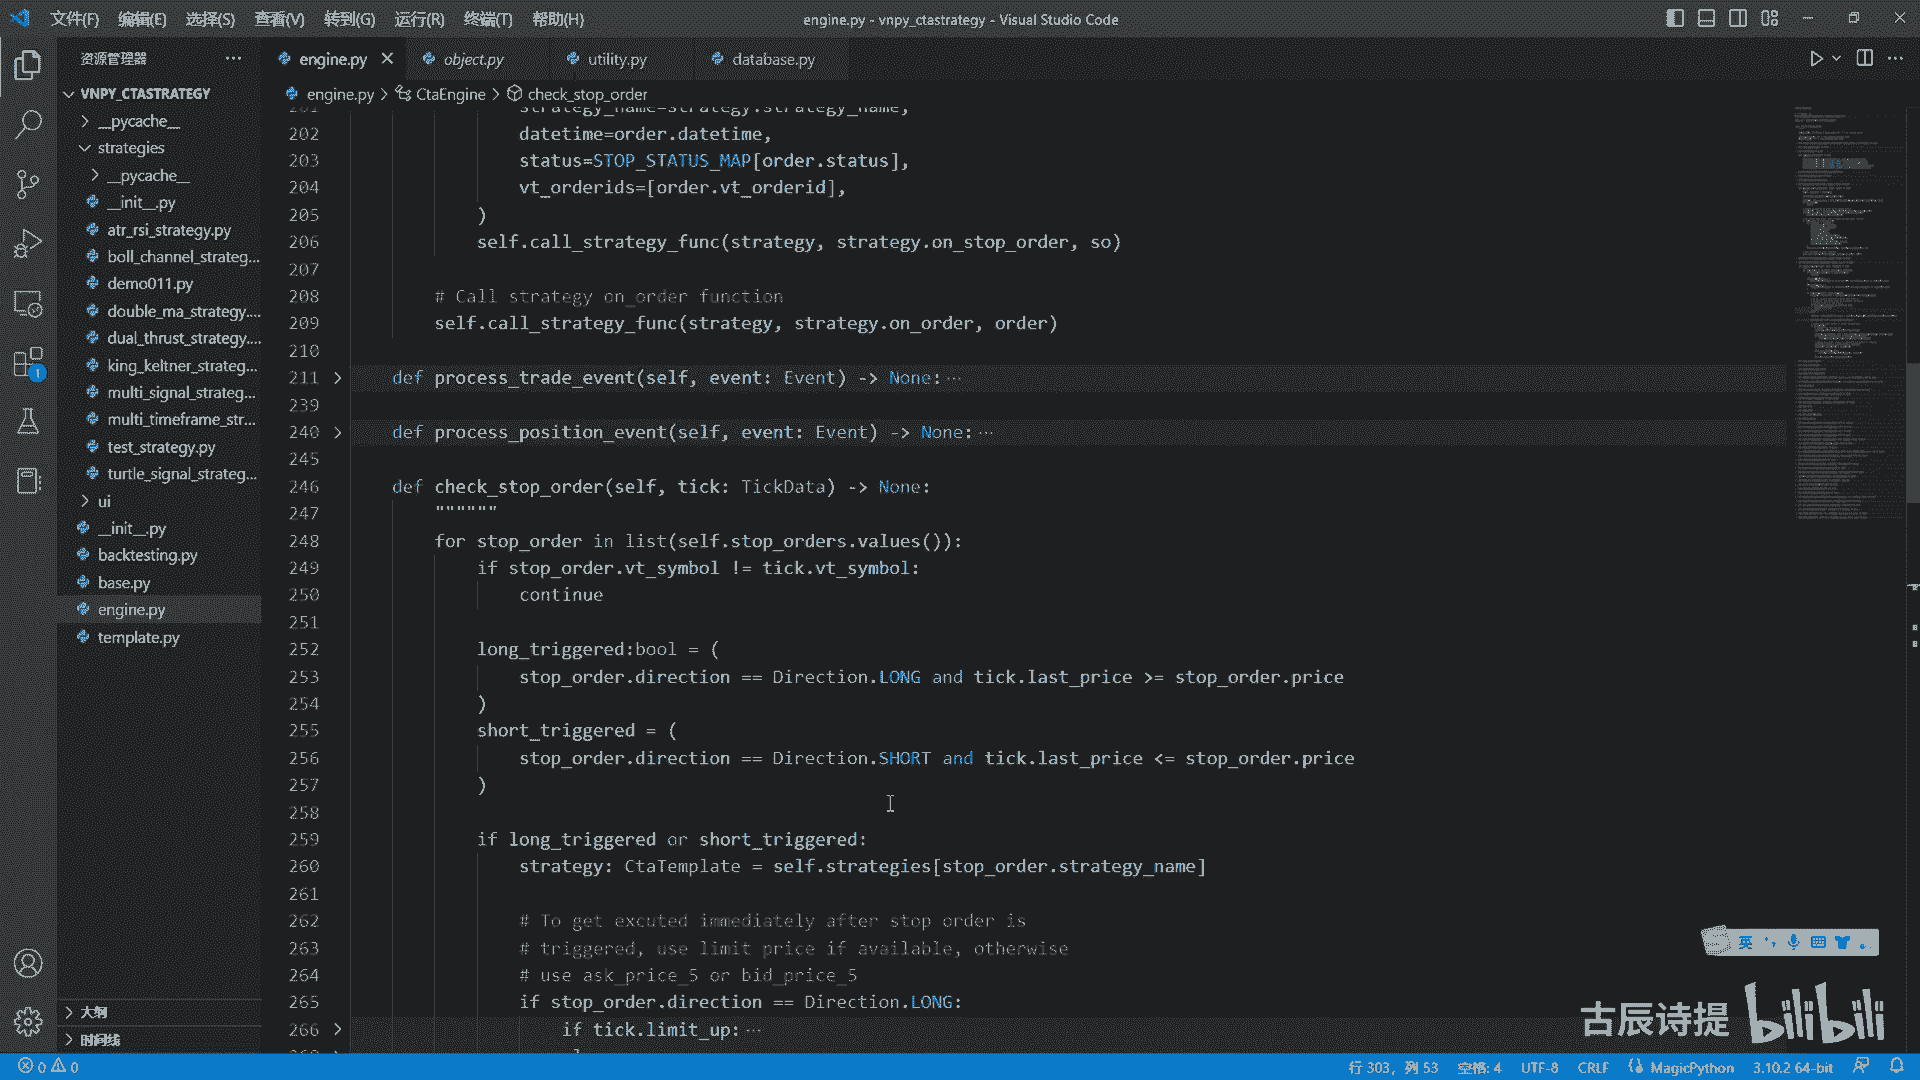 文件(F) 编辑(E) 选择(S) 查看(V) 转到(G) 运行(R) 终端(T) 帮助(H) engine.py - vnpy_ctastrategy - Visual Studio Code
资源管理器 ···
engine.py object.py utility.py database.py
VNPY_CTASTRATEGY
engine.py > CtaEngine > check_stop_order
__pycache__
strategies
__pycache__
__init__.py
atr_rsi_strategy.py
boll_channel_strateg...
demo011.py
double_ma_strategy....
dual_thrust_strategy....
king_keltner_strateg...
multi_signal_strateg...
multi_timeframe_str...
test_strategy.py
turtle_signal_strateg...
ui
__init__.py
backtesting.py
base.py
engine.py
template.py
大纲
时间线
201 strategy_name=strategy.strategy_name,
202 datetime=order.datetime,
203 status=STOP_STATUS_MAP[order.status],
204 vt_orderids=[order.vt_orderid],
205 )
206 self.call_strategy_func(strategy, strategy.on_stop_order, so)
207
208 # Call strategy on_order function
209 self.call_strategy_func(strategy, strategy.on_order, order)
210
211 def process_trade_event(self, event: Event) -> None:···
239
240 def process_position_event(self, event: Event) -> None:···
245
246 def check_stop_order(self, tick: TickData) -> None:
247 """"""
248 for stop_order in list(self.stop_orders.values()):
249 if stop_order.vt_symbol != tick.vt_symbol:
250 continue
251
252 long_triggered:bool = (
253 stop_order.direction == Direction.LONG and tick.last_price >= stop_order.price
254 )
255 short_triggered = (
256 stop_order.direction == Direction.SHORT and tick.last_price <= stop_order.price
257 )
258
259 if long_triggered or short_triggered:
260 strategy: CtaTemplate = self.strategies[stop_order.strategy_name]
261
262 # To get excuted immediately after stop order is
263 # triggered, use limit price if available, otherwise
264 # use ask_price_5 or bid_price_5
265 if stop_order.direction == Direction.LONG:
266 if tick.limit_up:···
1
英
古辰诗提 bilibili
0 0 行 303，列 53 空格: 4 UTF-8 CRLF MagicPython 3.10.2 64-bit